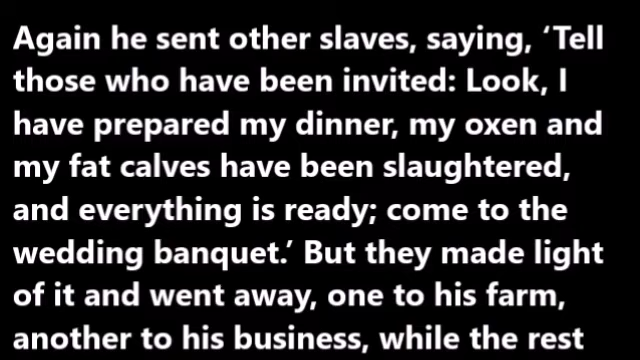 Again he sent other slaves, saying, ‘Tell
those who have been invited: Look, I
have prepared my dinner, my oxen and
my fat calves have been slaughtered,
and everything is ready; come to the
wedding banquet.’ But they made light
of it and went away, one to his farm,
another to his business, while the rest